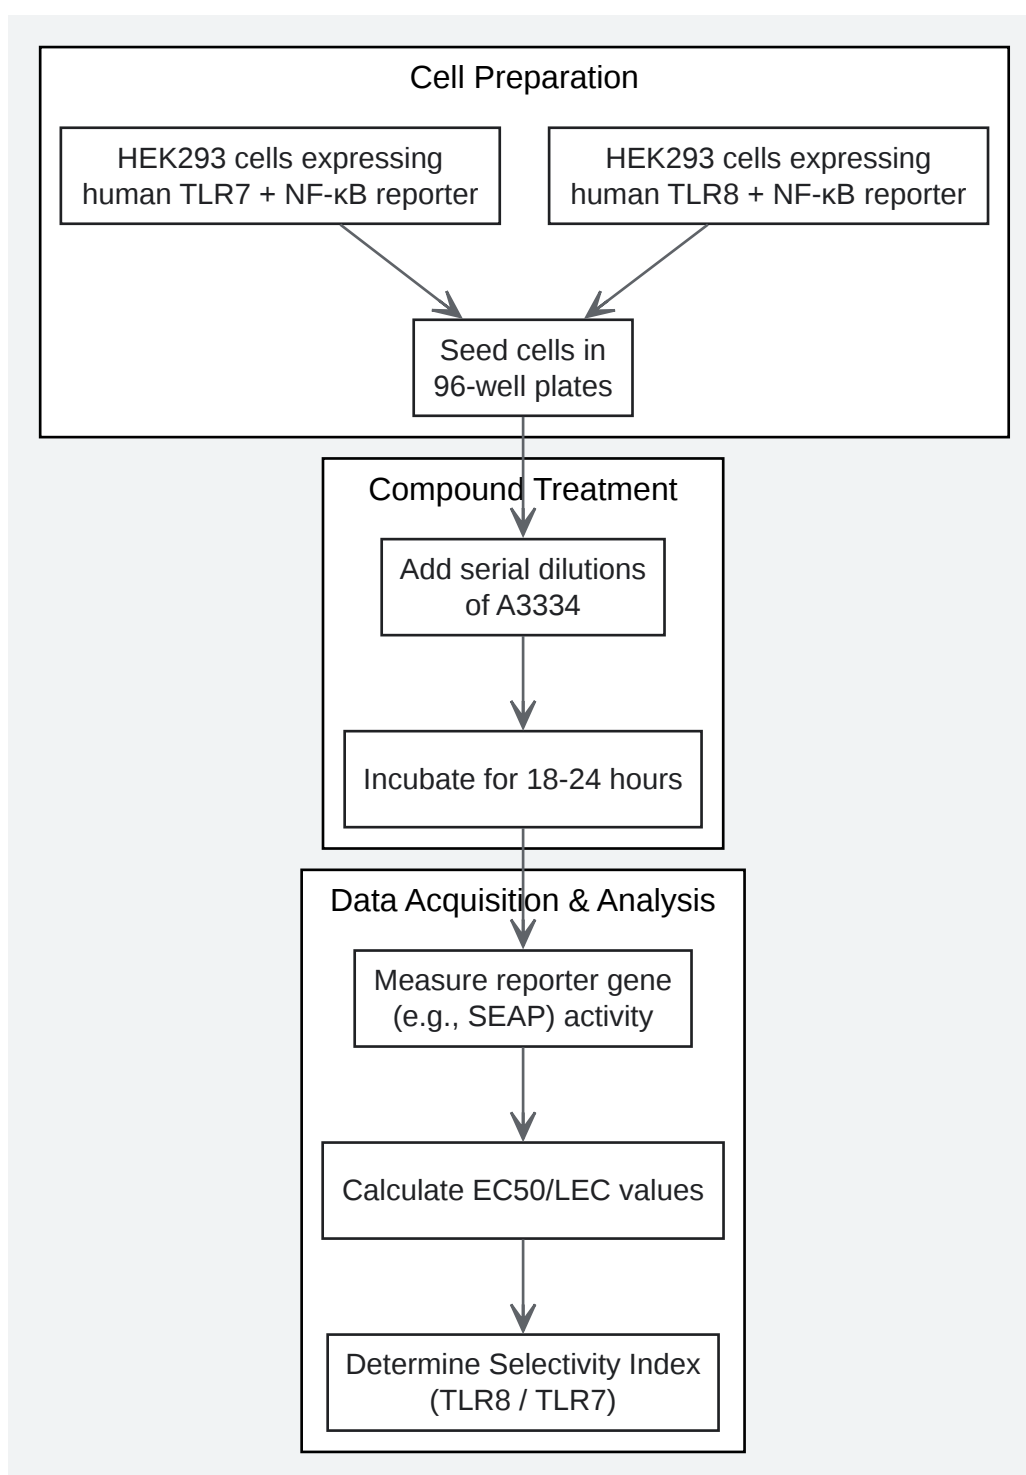 Cell Preparation
HEK293 cells expressing
human TLR7 + NF-κB reporter
HEK293 cells expressing
human TLR8 + NF-κB reporter
Seed cells in
96-well plates
Compound Treatment
Add serial dilutions
of A3334
Incubate for 18-24 hours
Data Acquisition & Analysis
Measure reporter gene
(e.g., SEAP) activity
Calculate EC50/LEC values
Determine Selectivity Index
(TLR8 / TLR7)